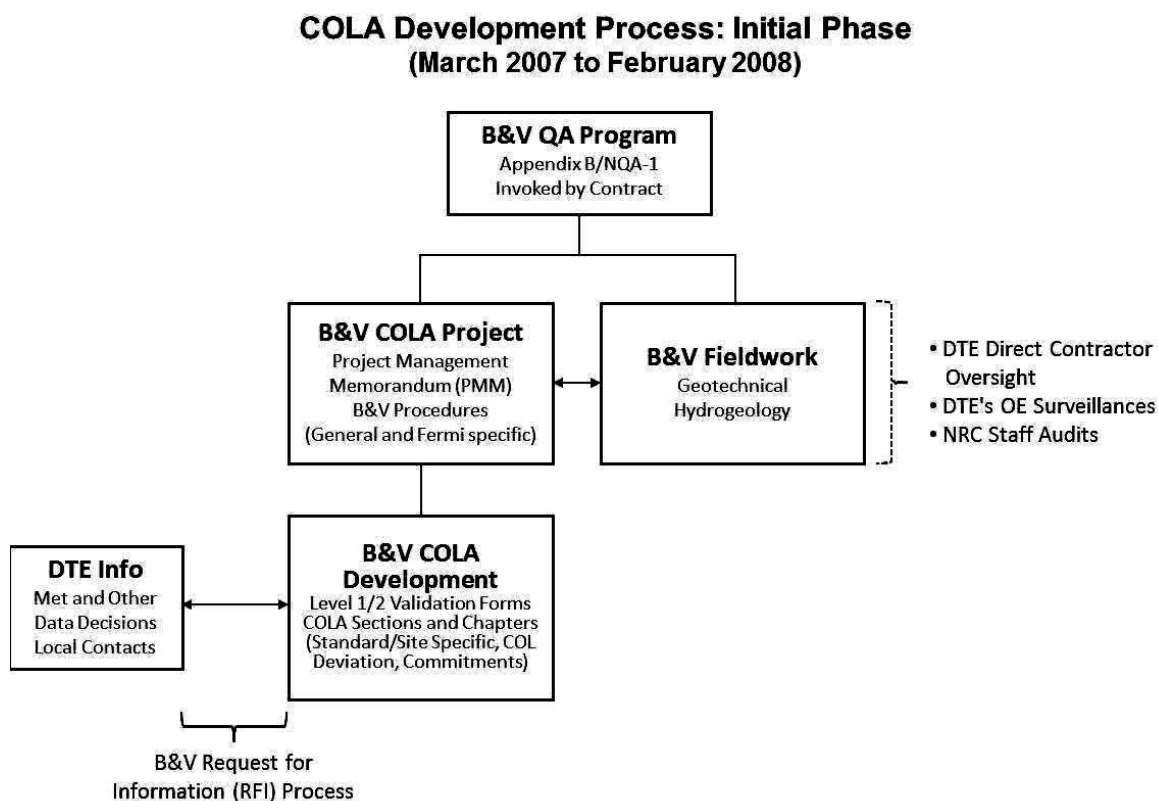 COLA Development Process: Initial Phase
(March 2007 to February 2008)
B&V QA Program
Appendix B/NQA-1
Invoked by Contract
B&V COLA Project
Project Management
Memorandum (PMM)
B&V Procedures
(General and Fermi specific)
B&V Fieldwork
Geotechnical
Hydrogeology
• DTE Direct Contractor
Oversight
• DTE's OE Surveillances
• NRC Staff Audits
DTE Info
Met and Other
Data Decisions
Local Contacts
B&V COLA
Development
Level 1/2 Validation Forms
COLA Sections and Chapters
(Standard/Site Specific, COL
Deviation, Commitments)
B&V Request for
Information (RFI) Process